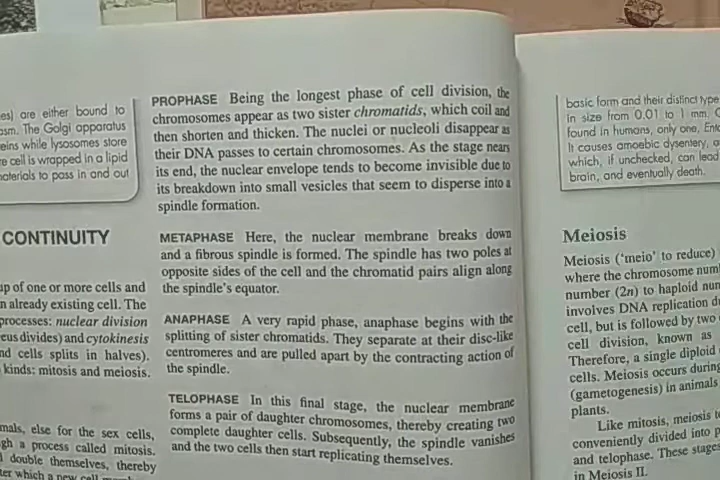 es) are either bound to
asm. The Golgi apparatus
eins while lysosomes store
re cell is wrapped in a lipid
materials to pass in and out
CONTINUITY
up of one or more cells and
n already existing cell. The
processes: nuclear division
eus divides) and cytokinesis
nd cells splits in halves).
kinds: mitosis and meiosis.
mals, else for the sex cells,
gh a process called mitosis.
double themselves, thereby
ter which a new cell
PROPHASE Being the longest phase of cell division, the
chromosomes appear as two sister chromatids, which coil and
then shorten and thicken. The nuclei or nucleoli disappear as
their DNA passes to certain chromosomes. As the stage nears
its end, the nuclear envelope tends to become invisible due to
its breakdown into small vesicles that seem to disperse into a
spindle formation.
METAPHASE Here, the nuclear membrane breaks down
and a fibrous spindle is formed. The spindle has two poles at
opposite sides of the cell and the chromatid pairs align along
the spindle's equator.
ANAPHASE A very rapid phase, anaphase begins with the
splitting of sister chromatids. They separate at their disc-like
centromeres and are pulled apart by the contracting action of
the spindle.
TELOPHASE In this final stage, the nuclear membrane
forms a pair of daughter chromosomes, thereby creating two
complete daughter cells. Subsequently, the spindle vanishes
and the two cells then start replicating themselves.
basic form and their distinct type
in size from 0.01 to 1 mm.
found in humans, only one, Ent
It causes amoebic dysentery, a
which, if unchecked, can lead
brain, and eventually death.
Meiosis
Meiosis ('meio' to reduce)
where the chromosome num
number (2n) to haploid num
involves DNA replication d
cell, but is followed by two
cell division, known as
Therefore, a single diploid
cells. Meiosis occurs during
(gametogenesis) in animals
plants.
Like mitosis, meiosis
conveniently divided into p
and telophase. These stages
in Meiosis II.